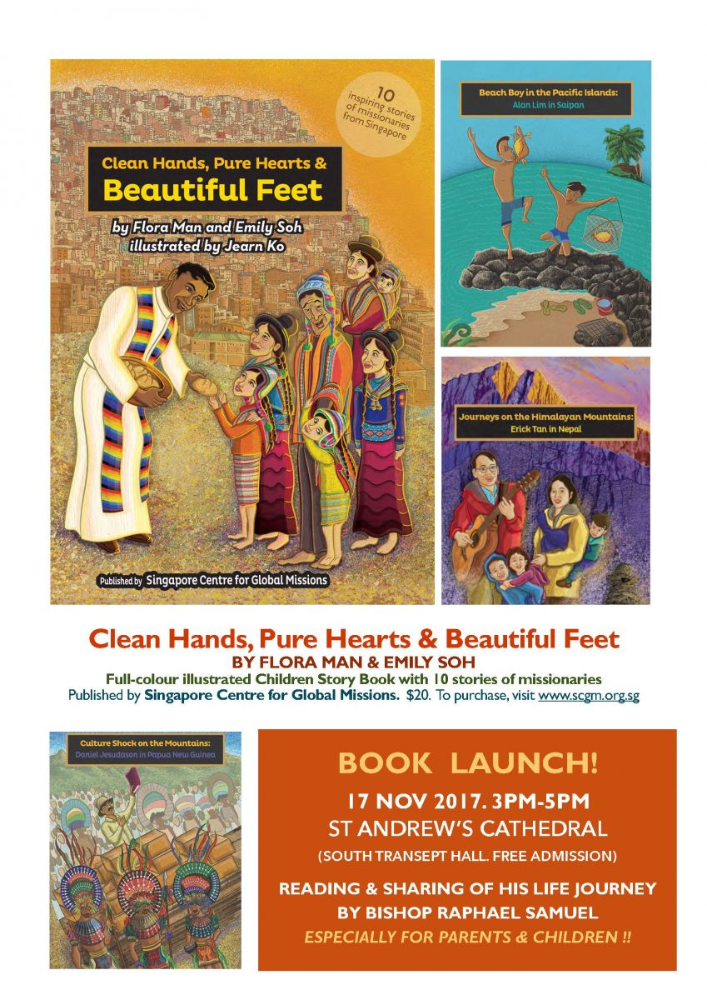 10
inspiring stories
of missionaries
from Singapore
Clean Hands, Pure Hearts &
Beautiful Feet
by Flora Man and Emily Soh
illustrated by Jearn Ko
Published by Singapore Centre for Global Missions
Beach Boy in the Pacific Islands:
Alan Lim in Saipan
Journeys on the Himalayan Mountains:
Erick Tan in Nepal
Clean Hands, Pure Hearts & Beautiful Feet
BY FLORA MAN & EMILY SOH
Full-colour illustrated Children Story Book with 10 stories of missionaries
Published by Singapore Centre for Global Missions. $20. To purchase, visit www.scgm.org.sg
Culture Shock on the Mountains:
Daniel Jesudason in Papua New Guinea
BOOK LAUNCH!
17 NOV 2017. 3PM-5PM
ST ANDREW'S CATHEDRAL
(SOUTH TRANSEPT HALL. FREE ADMISSION)
READING & SHARING OF HIS LIFE JOURNEY
BY BISHOP RAPHAEL SAMUEL
ESPECIALLY FOR PARENTS & CHILDREN !!